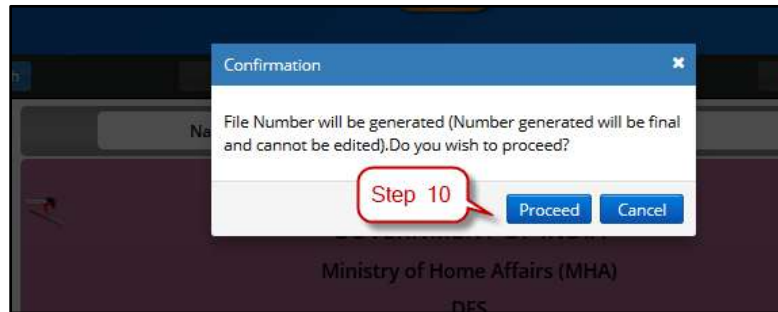 Confirmation
File Number will be generated (Number generated will be final
and cannot be edited).Do you wish to proceed?
Step 10
Proceed Cancel
Ministry of Home Affairs (MHA)